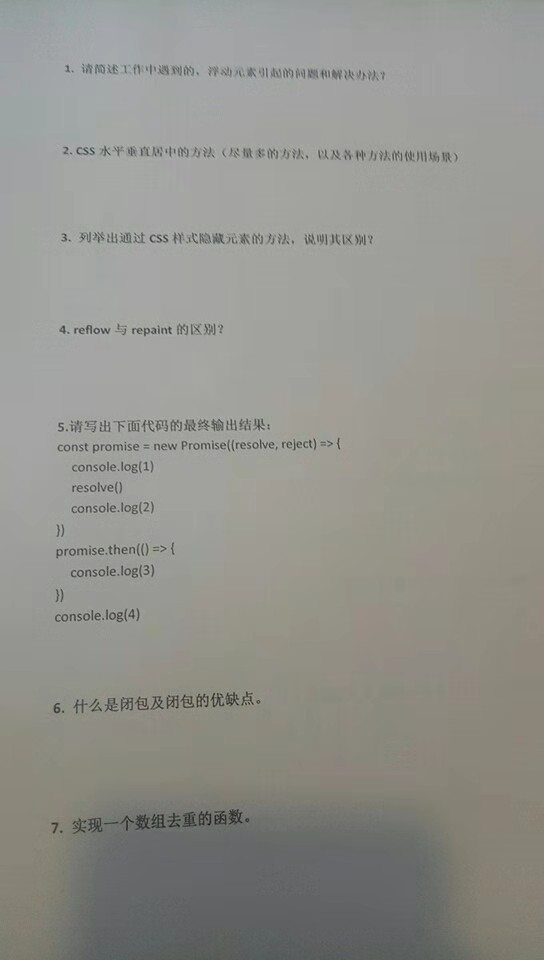 1. 请简述工作中遇到的，浮动元素引起的问题和解决办法？
2. CSS 水平垂直居中的方法（尽量多的方法，以及各种方法的使用场景）
3. 列举出通过 CSS 样式隐藏元素的方法，说明其区别？
4. reflow 与 repaint 的区别？
5.请写出下面代码的最终输出结果：
const promise = new Promise((resolve, reject) => {
console.log(1)
resolve()
console.log(2)
})
promise.then(() => {
console.log(3)
})
console.log(4)
6. 什么是闭包及闭包的优缺点。
7. 实现一个数组去重的函数。